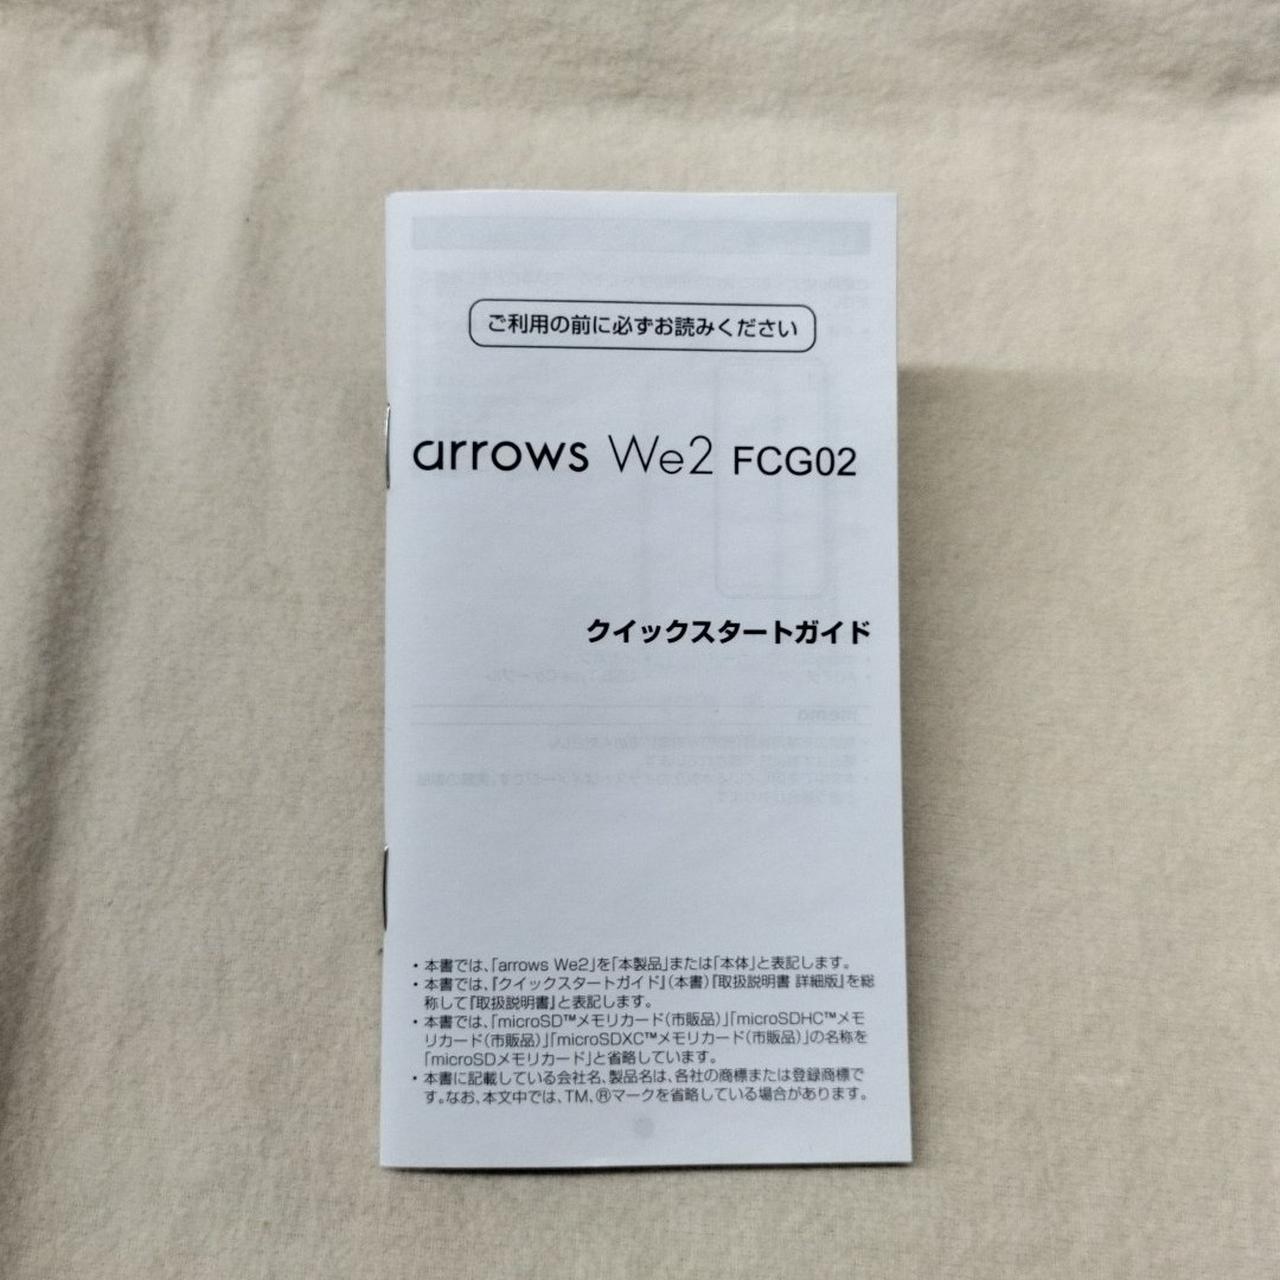 ご利用の前に必ずお読みください
arrows We2 FCG02
クイックスタートガイド
・本書では、「arrows We2」を「本製品」または「本体」と表記します。
・本書では、『クイックスタートガイド』(本書)『取扱説明書 詳細版』を総
称して『取扱説明書』と表記します。
・本書では、「microSD™メモリカード(市販品)」「microSDHC™メモ
リカード(市販品)」「microSDXC™メモリカード(市販品)」の名称を
「microSDメモリカード」と省略しています。
・本書に記載している会社名、製品名は、各社の商標または登録商標で
す。なお、本文中では、TM、®マークを省略している場合があります。